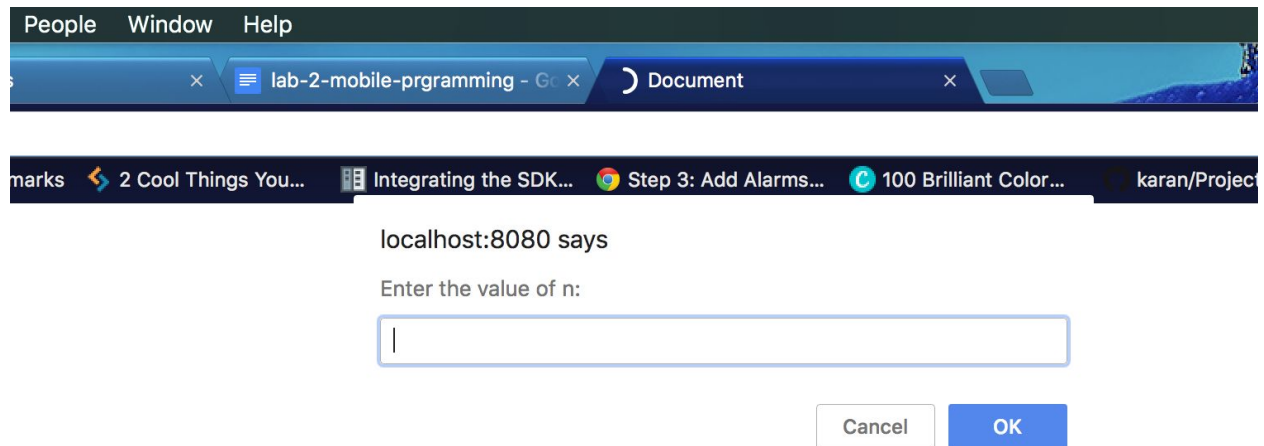 People Window Help
s × lab-2-mobile-prgramming - Go × Document ×
marks 2 Cool Things You... Integrating the SDK... Step 3: Add Alarms... C 100 Brilliant Color... karan/Project
localhost:8080 says
Enter the value of n:
Cancel OK